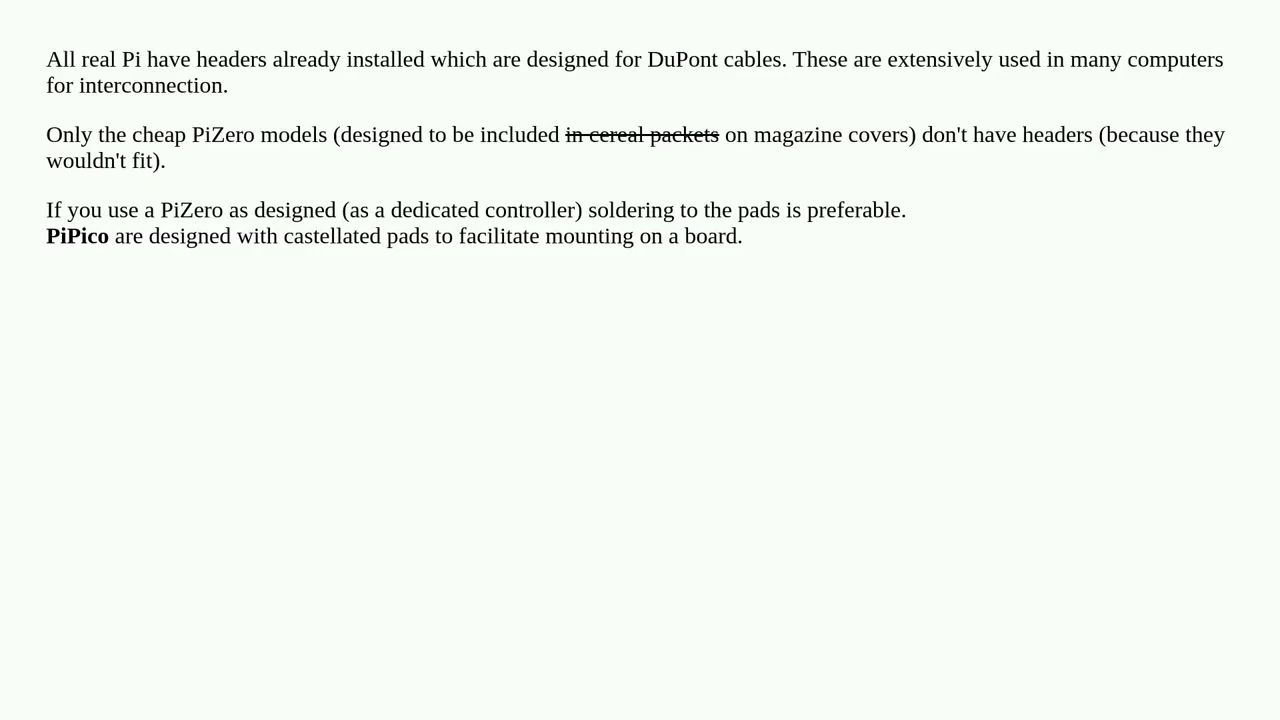 All real Pi have headers already installed which are designed for DuPont cables. These are extensively used in many computers
for interconnection.
Only the cheap PiZero models (designed to be included in cereal packets on magazine covers) don't have headers (because they
wouldn't fit).
If you use a PiZero as designed (as a dedicated controller) soldering to the pads is preferable.
PiPico are designed with castellated pads to facilitate mounting on a board.